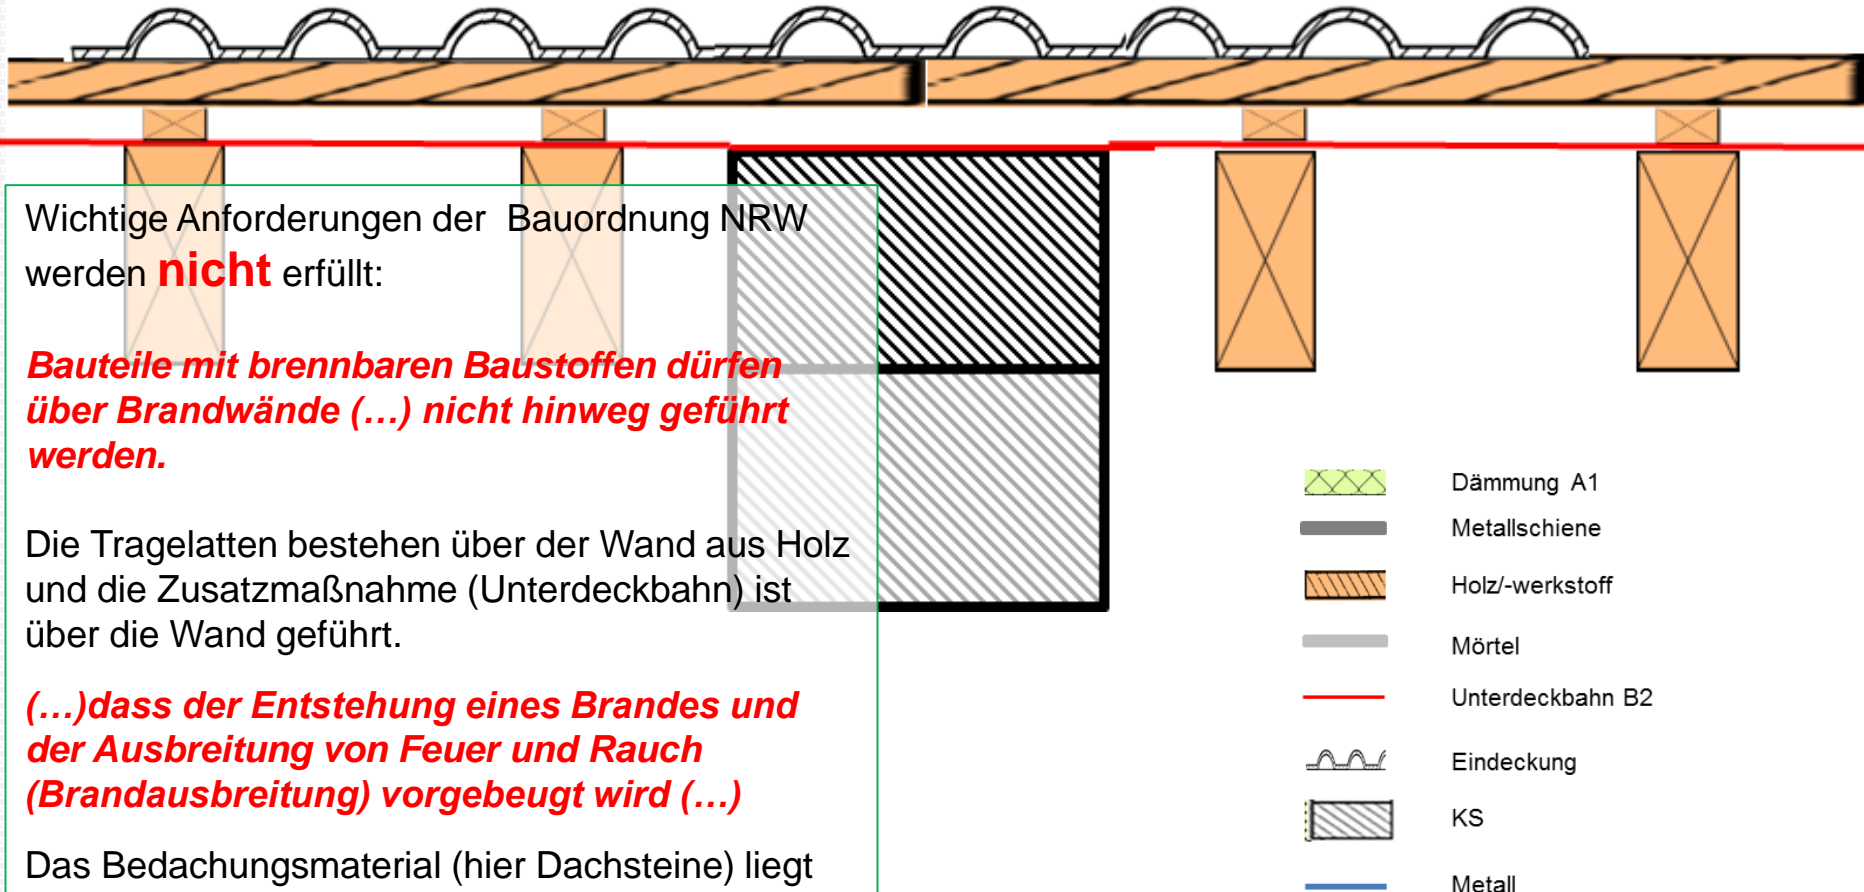 Wichtige Anforderungen der Bauordnung NRW
werden nicht erfüllt:
Bauteile mit brennbaren Baustoffen dürfen
über Brandwände (…) nicht hinweg geführt
werden.
Die Tragelatten bestehen über der Wand aus Holz
und die Zusatzmaßnahme (Unterdeckbahn) ist
über die Wand geführt.
(…)dass der Entstehung eines Brandes und
der Ausbreitung von Feuer und Rauch
(Brandausbreitung) vorgebeugt wird (…)
Das Bedachungsmaterial (hier Dachsteine) liegt
Dämmung A1
Metallschiene
Holz/-werkstoff
Mörtel
Unterdeckbahn B2
Eindeckung
KS
Metall